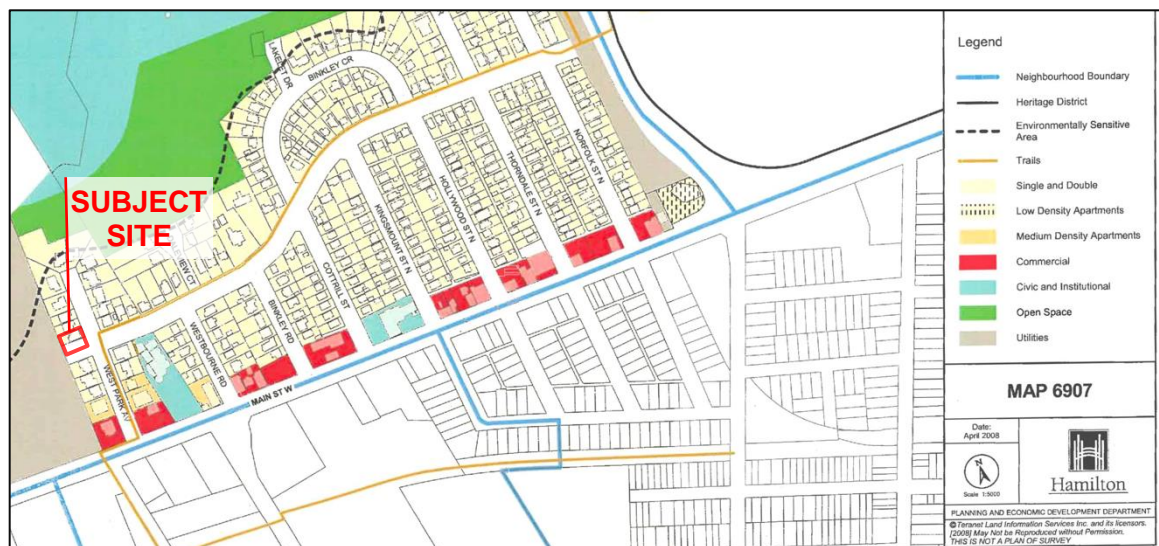 LAKELET DR
BINKLEY CR
SUBJECT
SITE
NORFOLK ST N
THORNDALE ST N
HOLLYWOOD ST N
KINGSMOUNT ST N
COTTRILL ST
BINKLEY RD
WESTBOURNE RD
WEST PARK AV
MAIN ST W
Legend
Neighbourhood Boundary
Heritage District
Environmentally Sensitive
Area
Trails
Single and Double
Low Density Apartments
Medium Density Apartments
Commercial
Civic and Institutional
Open Space
Utilities
MAP 6907
Date:
April 2008
N
Scale 1:5000
Hamilton
PLANNING AND ECONOMIC DEVELOPMENT DEPARTMENT
© Teranet Land Information Services Inc. and its licensors.
[2008] May Not be Reproduced without Permission.
THIS IS NOT A PLAN OF SURVEY